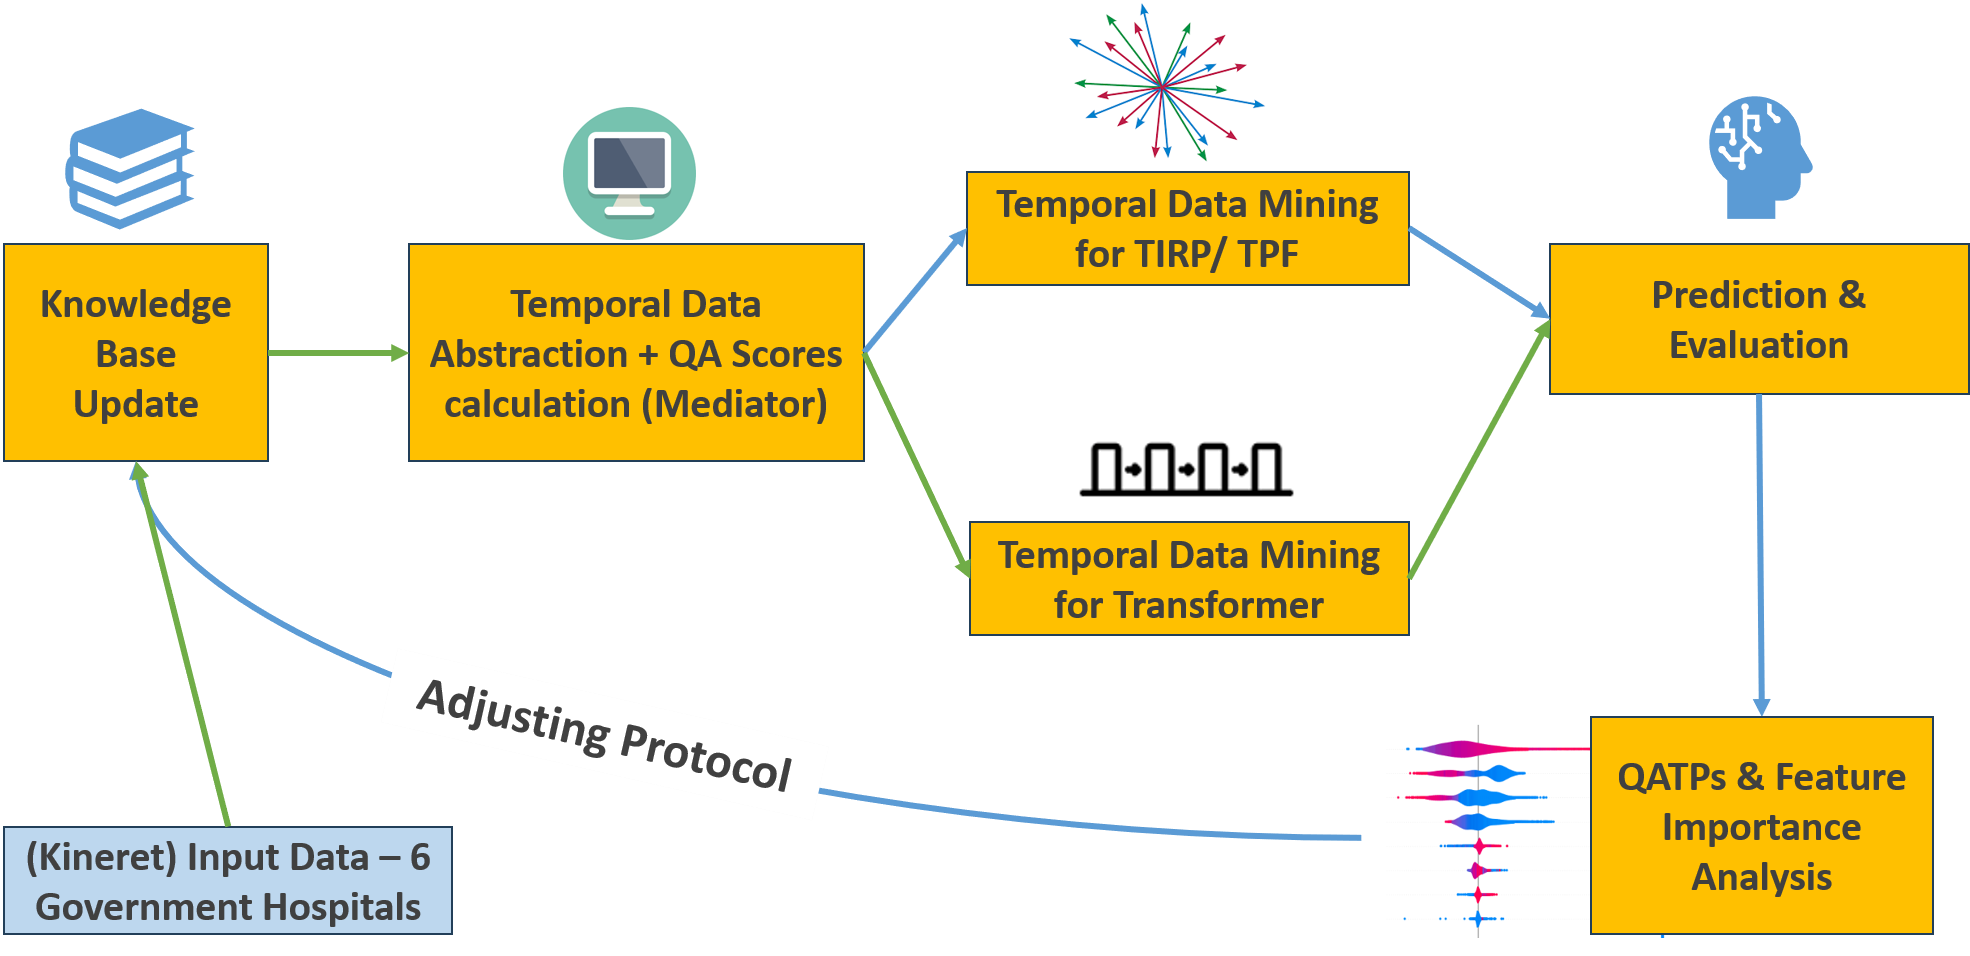 Knowledge
Base
Update
Temporal Data
Abstraction + QA Scores
calculation (Mediator)
Temporal Data Mining
for TIRP/ TPF
Temporal Data Mining
for Transformer
Prediction &
Evaluation
QATPs & Feature
Importance
Analysis
Adjusting Protocol
(Kineret) Input Data – 6
Government Hospitals